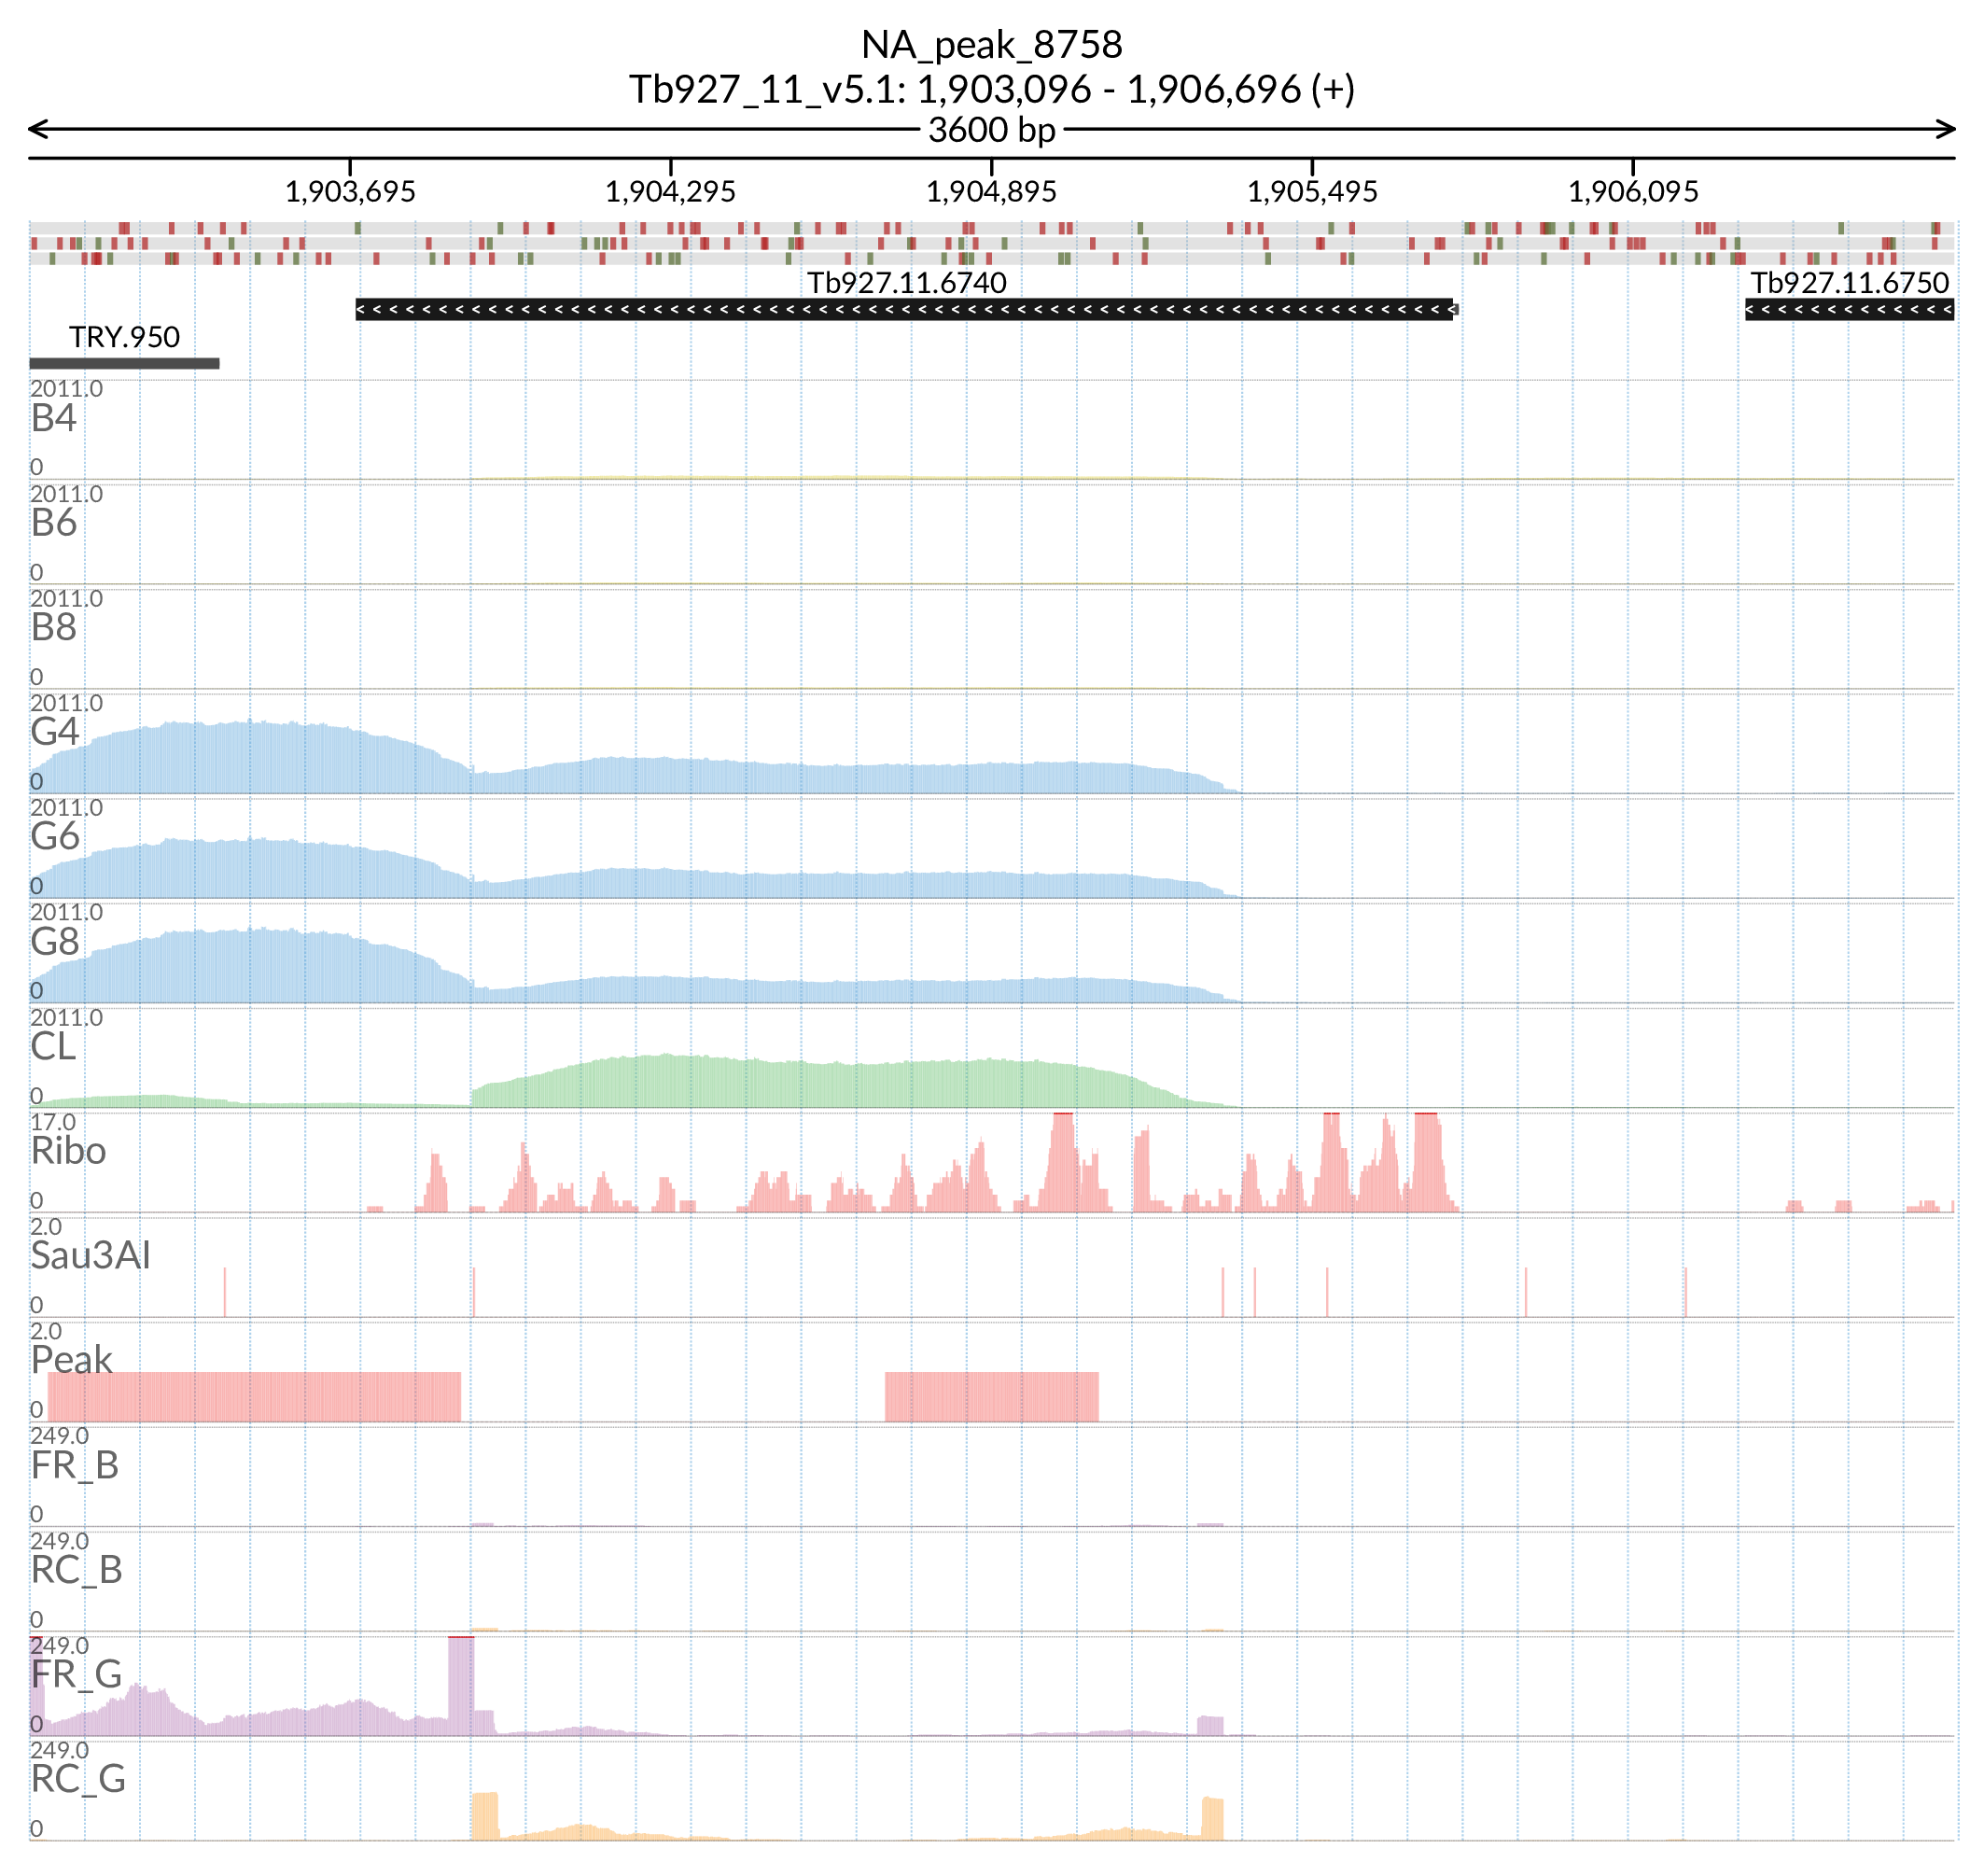 NA_peak_8758
Tb927_11_v5.1: 1,903,096 - 1,906,696 (+)
3600 bp
1,903,695 1,904,295 1,904,895 1,905,495 1,906,095
Tb927.11.6740 Tb927.11.6750
TRY.950
2011.0
B4
0
2011.0
B6
0
2011.0
B8
0
2011.0
G4
0
2011.0
G6
0
2011.0
G8
0
2011.0
CL
0
17.0
Ribo
0
2.0
Sau3AI
0
2.0
Peak
0
249.0
FR_B
0
249.0
RC_B
0
249.0
FR_G
0
249.0
RC_G
0